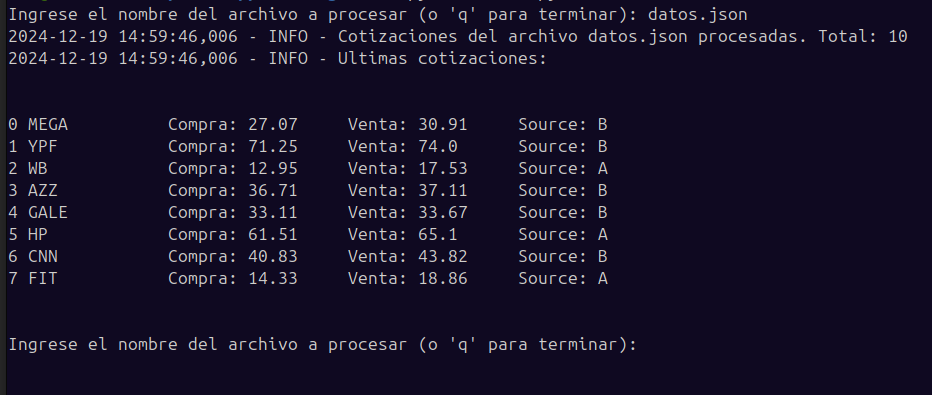 Ingrese el nombre del archivo a procesar (o 'q' para terminar): datos.json
2024-12-19 14:59:46,006 - INFO - Cotizaciones del archivo datos.json procesadas. Total: 10
2024-12-19 14:59:46,006 - INFO - Ultimas cotizaciones:
0 MEGA          Compra: 27.07     Venta: 30.91     Source: B
1 YPF           Compra: 71.25     Venta: 74.0      Source: B
2 WB            Compra: 12.95     Venta: 17.53     Source: A
3 AZZ           Compra: 36.71     Venta: 37.11     Source: B
4 GALE          Compra: 33.11     Venta: 33.67     Source: B
5 HP            Compra: 61.51     Venta: 65.1      Source: A
6 CNN           Compra: 40.83     Venta: 43.82     Source: B
7 FIT           Compra: 14.33     Venta: 18.86     Source: A
Ingrese el nombre del archivo a procesar (o 'q' para terminar):